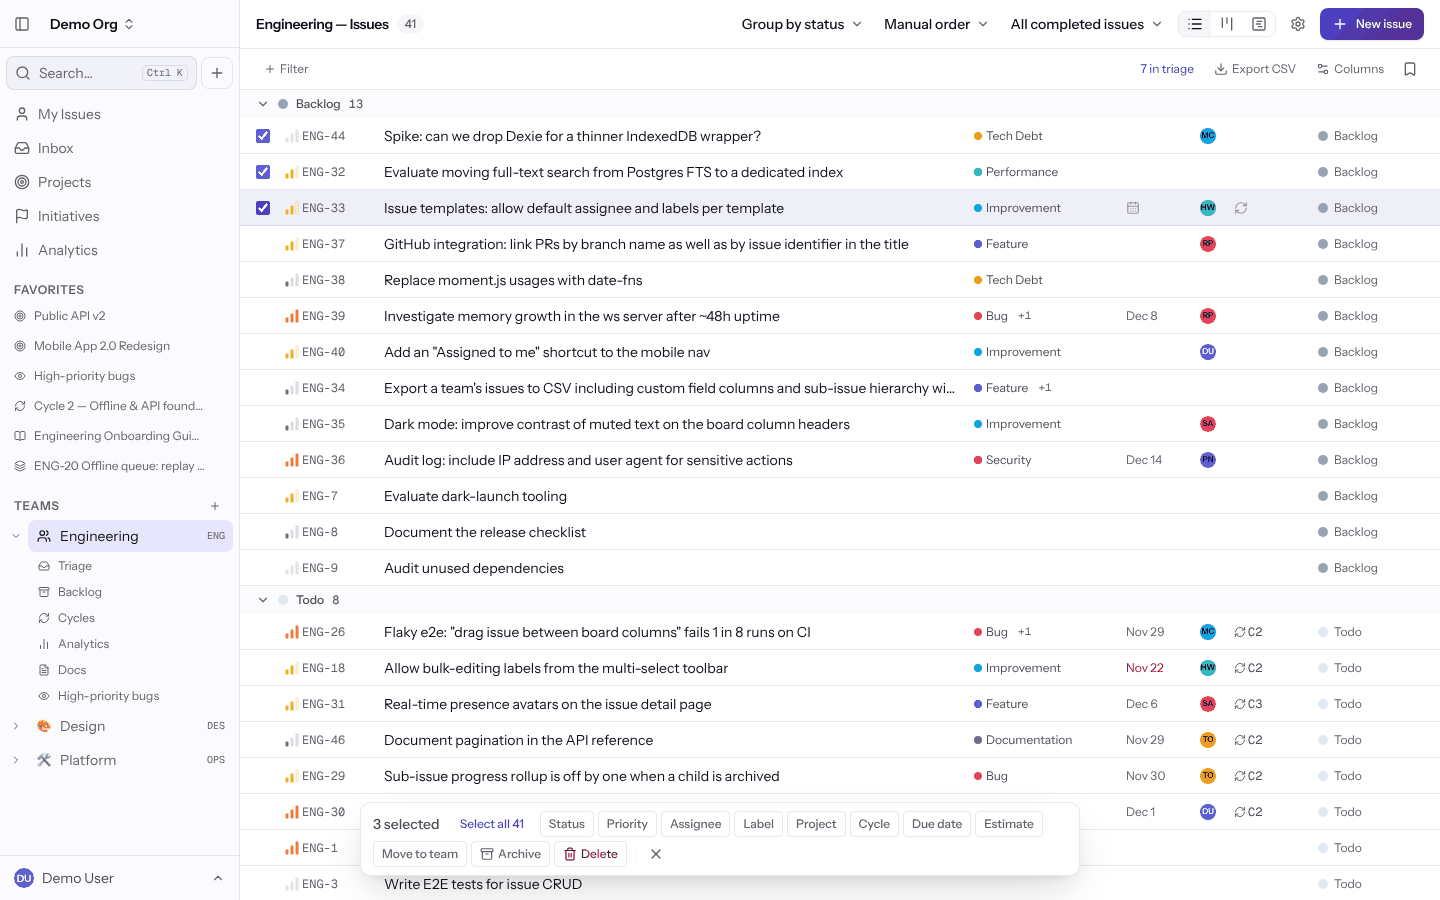 Demo Org
Search... Ctrl K
My Issues
Inbox
Projects
Initiatives
Analytics
FAVORITES
Public API v2
Mobile App 2.0 Redesign
High-priority bugs
Cycle 2 — Offline & API found...
Engineering Onboarding Gui...
ENG-20 Offline queue: replay ...
TEAMS
Engineering ENG
Triage
Backlog
Cycles
Analytics
Docs
High-priority bugs
Design DES
Platform OPS
DU Demo User
Engineering — Issues 41
Group by status Manual order All completed issues New issue
Filter 7 in triage Export CSV Columns
Backlog 13
ENG-44 Spike: can we drop Dexie for a thinner IndexedDB wrapper? Tech Debt MC Backlog
ENG-32 Evaluate moving full-text search from Postgres FTS to a dedicated index Performance Backlog
ENG-33 Issue templates: allow default assignee and labels per template Improvement HW Backlog
ENG-37 GitHub integration: link PRs by branch name as well as by issue identifier in the title Feature RP Backlog
ENG-38 Replace moment.js usages with date-fns Tech Debt Backlog
ENG-39 Investigate memory growth in the ws server after ~48h uptime Bug +1 Dec 8 RP Backlog
ENG-40 Add an "Assigned to me" shortcut to the mobile nav Improvement DU Backlog
ENG-34 Export a team's issues to CSV including custom field columns and sub-issue hierarchy wi... Feature +1 Backlog
ENG-35 Dark mode: improve contrast of muted text on the board column headers Improvement SA Backlog
ENG-36 Audit log: include IP address and user agent for sensitive actions Security Dec 14 PN Backlog
ENG-7 Evaluate dark-launch tooling Backlog
ENG-8 Document the release checklist Backlog
ENG-9 Audit unused dependencies Backlog
Todo 8
ENG-26 Flaky e2e: "drag issue between board columns" fails 1 in 8 runs on CI Bug +1 Nov 29 MC C2 Todo
ENG-18 Allow bulk-editing labels from the multi-select toolbar Improvement Nov 22 HW C2 Todo
ENG-31 Real-time presence avatars on the issue detail page Feature Dec 6 SA C3 Todo
ENG-46 Document pagination in the API reference Documentation Nov 29 TO C2 Todo
ENG-29 Sub-issue progress rollup is off by one when a child is archived Bug Nov 30 TO C2 Todo
ENG-30 Dec 1 DU C2 Todo
ENG-1 Todo
ENG-3 Write E2E tests for issue CRUD Todo
3 selected Select all 41 Status Priority Assignee Label Project Cycle Due date Estimate
Move to team Archive Delete